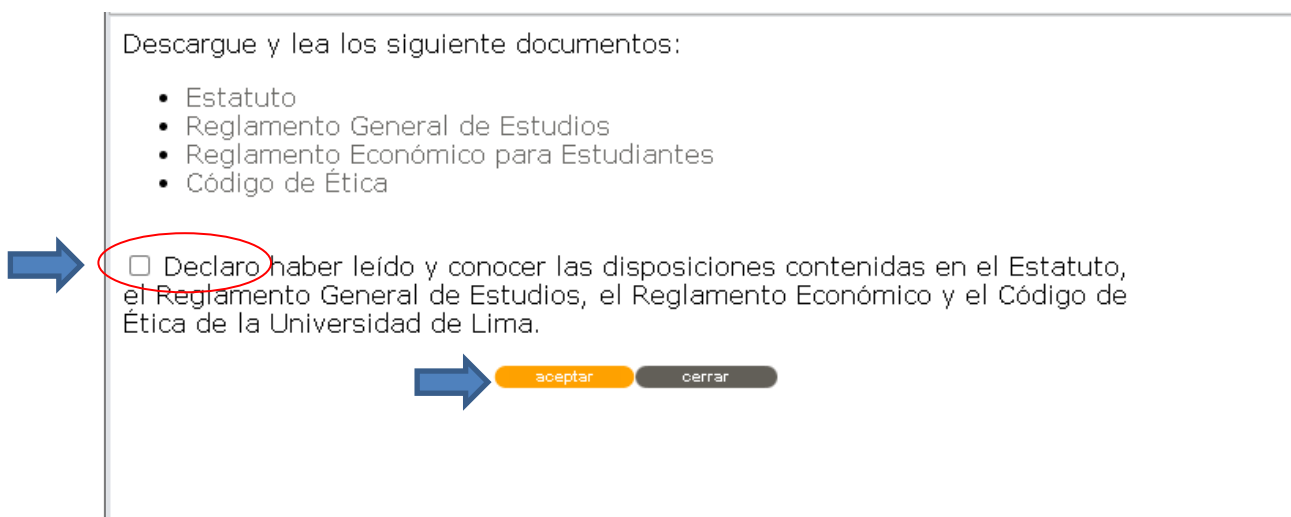 Descargue y lea los siguiente documentos:
• Estatuto
• Reglamento General de Estudios
• Reglamento Económico para Estudiantes
• Código de Ética
Declaro haber leído y conocer las disposiciones contenidas en el Estatuto,
el Reglamento General de Estudios, el Reglamento Económico y el Código de
Ética de la Universidad de Lima.
aceptar cerrar